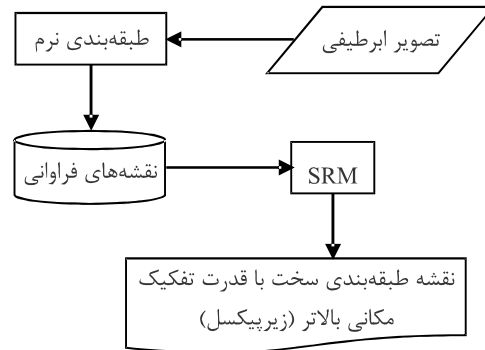 تصویر ابرطیفی
طبقه‌بندی نرم
نقشه‌های فراوانی
SRM
نقشه طبقه‌بندی سخت با قدرت تفکیک
مکانی بالاتر (زیرپیکسل)